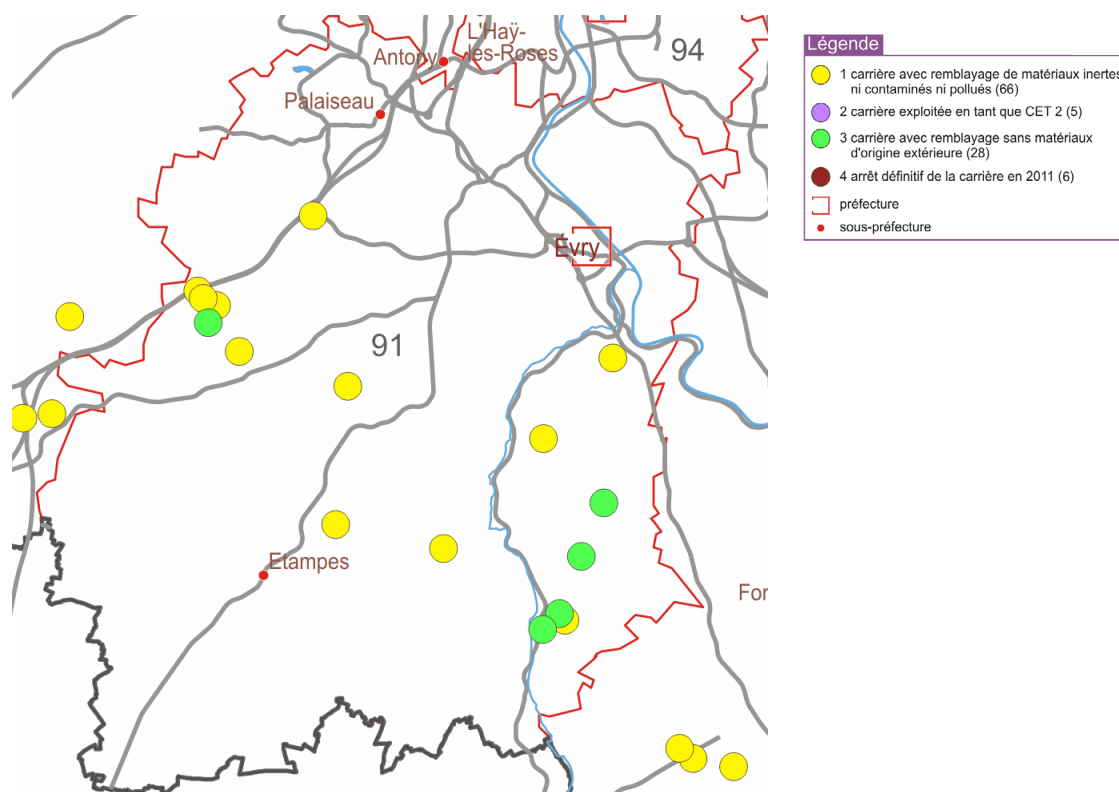 L'Haÿ-
les-Roses
Antony
94
Palaiseau
Évry
91
Etampes
For
Légende
1 carrière avec remblayage de matériaux inertes
ni contaminés ni pollués (66)
2 carrière exploitée en tant que CET 2 (5)
3 carrière avec remblayage sans matériaux
d'origine extérieure (28)
4 arrêt définitif de la carrière en 2011 (6)
préfecture
sous-préfecture